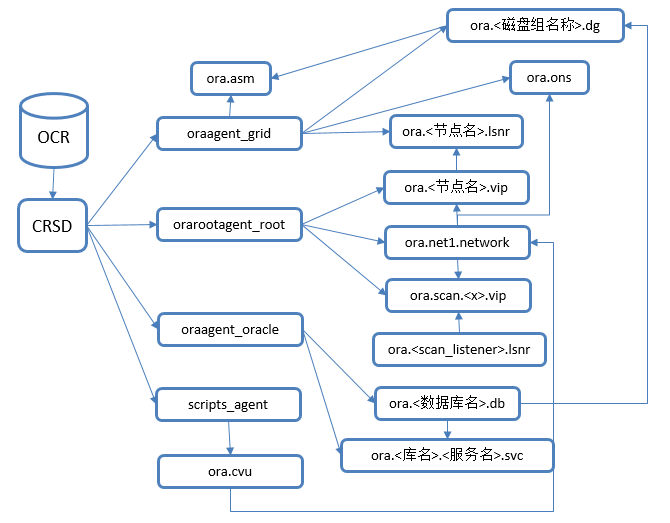 ora.<磁盘组名称>.dg
ora.asm
ora.ons
OCR
oraagent_grid
ora.<节点名>.lsnr
ora.<节点名>.vip
CRSD
orarootagent_root
ora.net1.network
ora.scan.<x>.vip
oraagent_oracle
ora.<scan_listener>.lsnr
scripts_agent
ora.<数据库名>.db
ora.<库名>.<服务名>.svc
ora.cvu